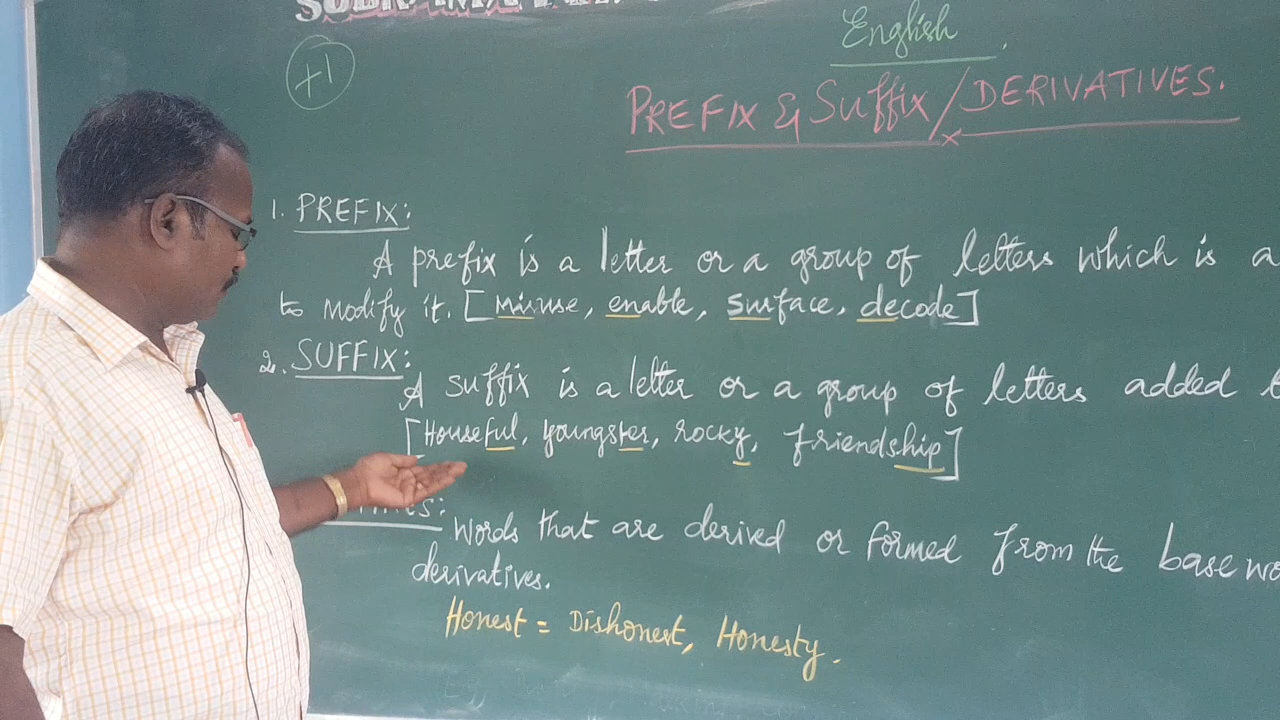 English
+1
PREFIX & Suffix / DERIVATIVES.
1. PREFIX:
A prefix is a letter or a group of letters which is a
to modify it. [Misuse, enable, Surface, decode]
2. SUFFIX:
A suffix is a letter or a group of letters added
[Houseful, youngster, rocky, friendship]
Words that are derived or formed from the base wo
derivatives.
Honest = Dishonest, Honesty.